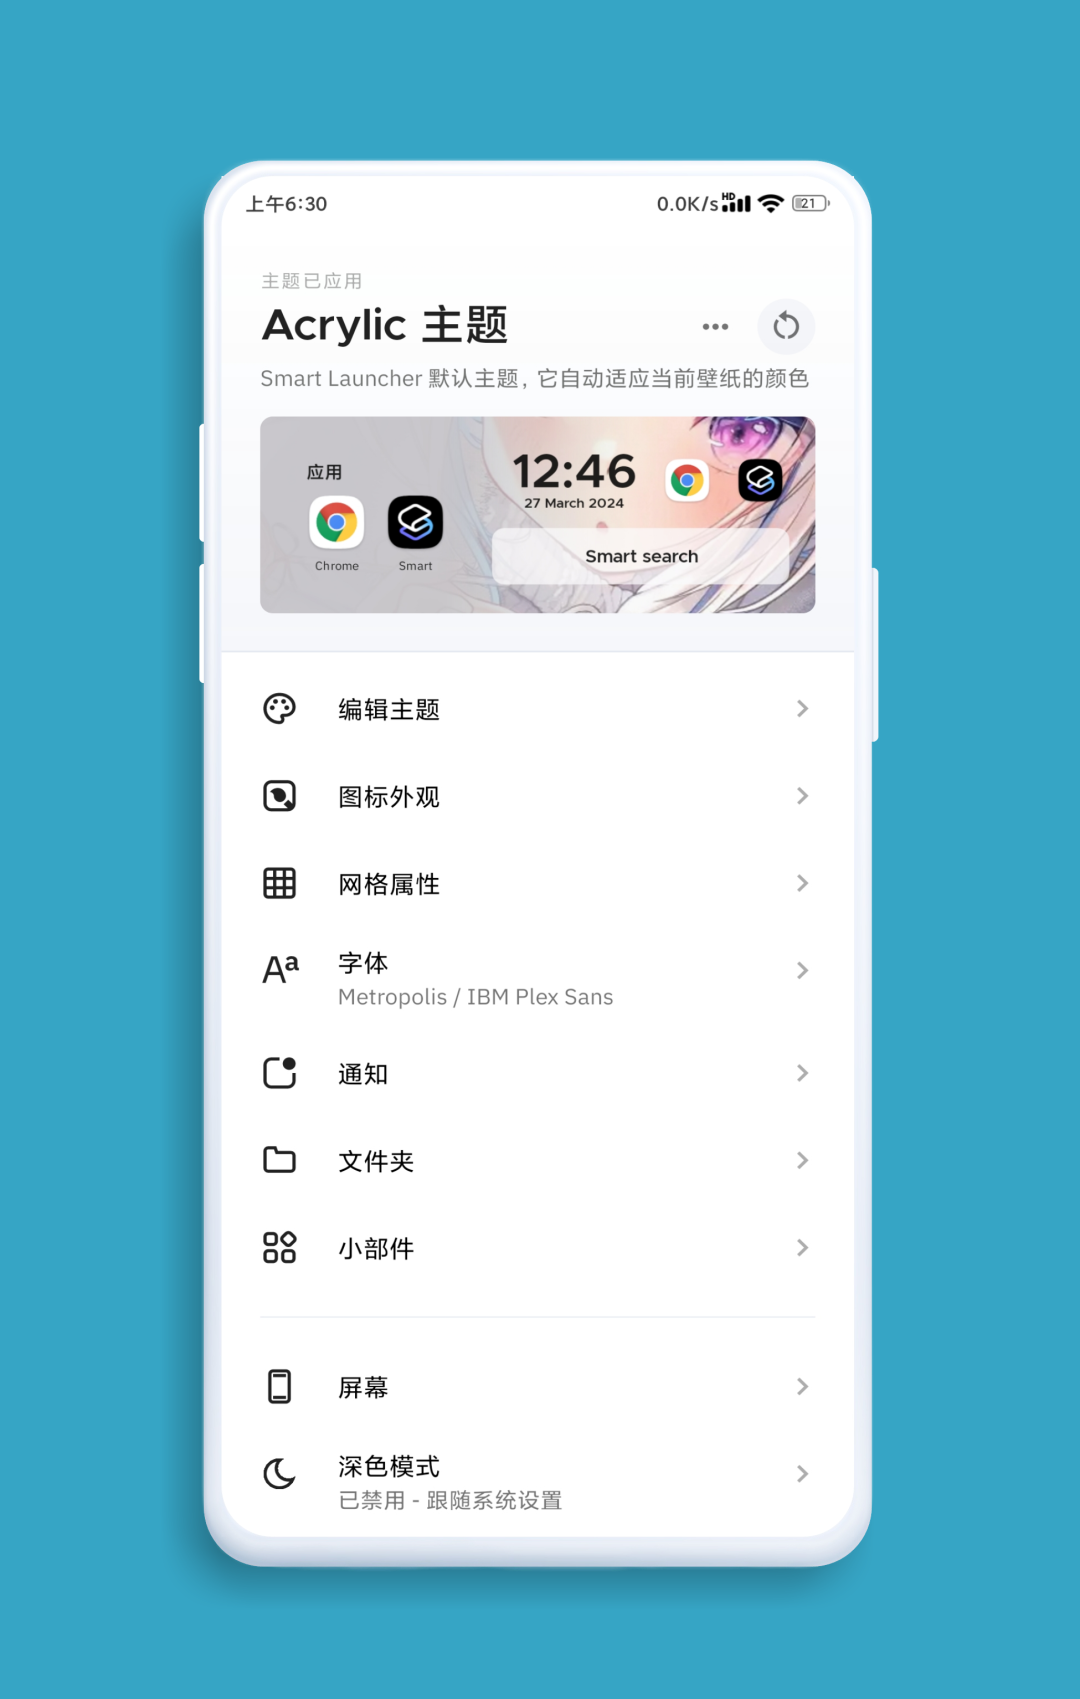 上午6:30
0.0K/s HD 21
主题已应用
Acrylic 主题
Smart Launcher 默认主题，它自动适应当前壁纸的颜色
应用
Chrome
Smart
12:46
27 March 2024
Smart search
编辑主题
图标外观
网格属性
Aa 字体
Metropolis / IBM Plex Sans
通知
文件夹
小部件
屏幕
深色模式
已禁用 - 跟随系统设置